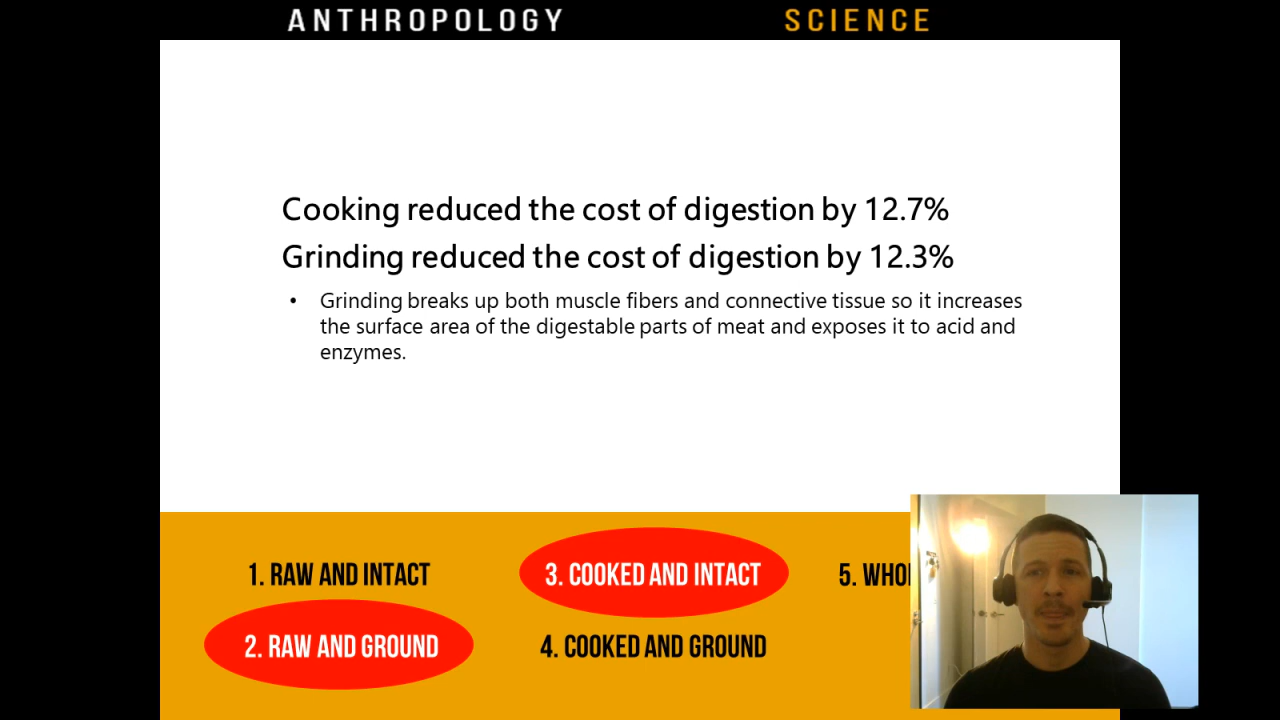 ANTHROPOLOGY SCIENCE
Cooking reduced the cost of digestion by 12.7%
Grinding reduced the cost of digestion by 12.3%
• Grinding breaks up both muscle fibers and connective tissue so it increases
the surface area of the digestable parts of meat and exposes it to acid and
enzymes.
1. RAW AND INTACT
3. COOKED AND INTACT
5.
2. RAW AND GROUND
4. COOKED AND GROUND